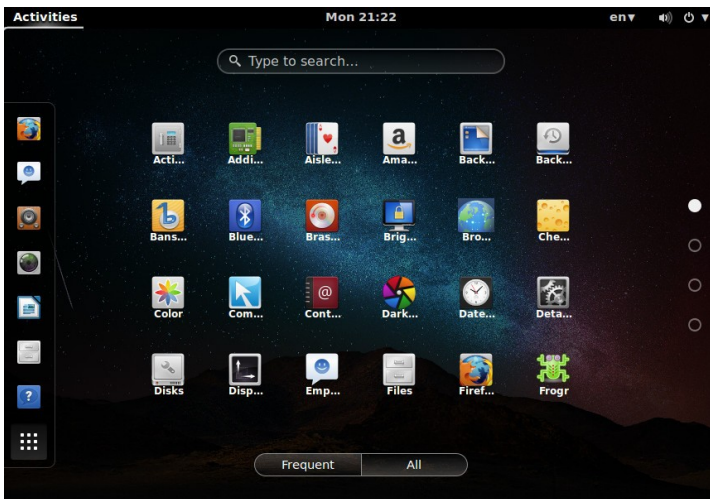 Activities Mon 21:22 en
Type to search...
Acti... Addi... Aisle... Ama... Back... Back...
Bans... Blue... Bras... Brig... Bro... Che...
Color Com... Cont... Dark... Date... Deta...
Disks Disp... Emp... Files Firef... Frogr
Frequent All